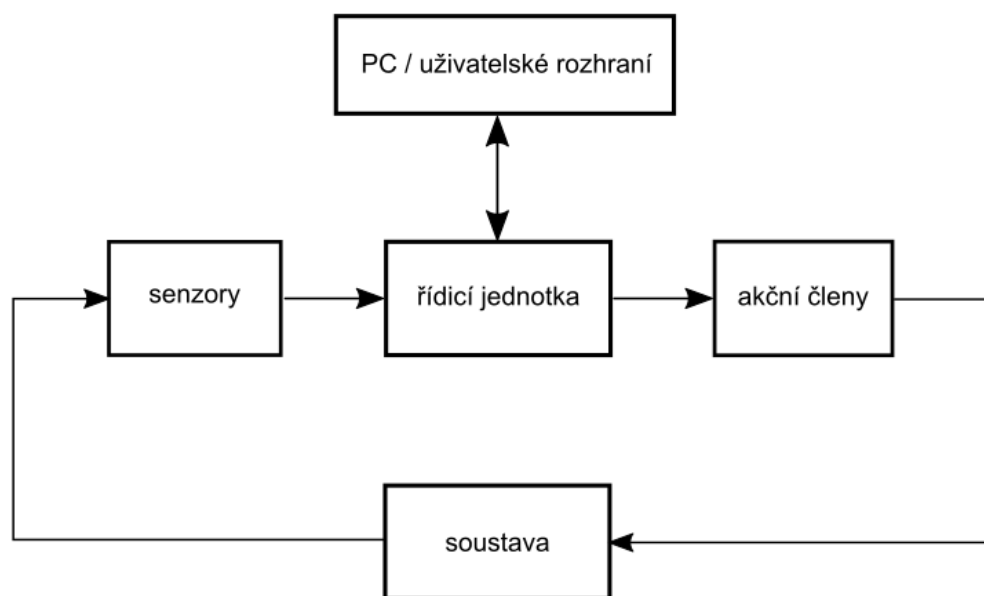 PC / uživatelské rozhraní
senzory
řídicí jednotka
akční členy
soustava